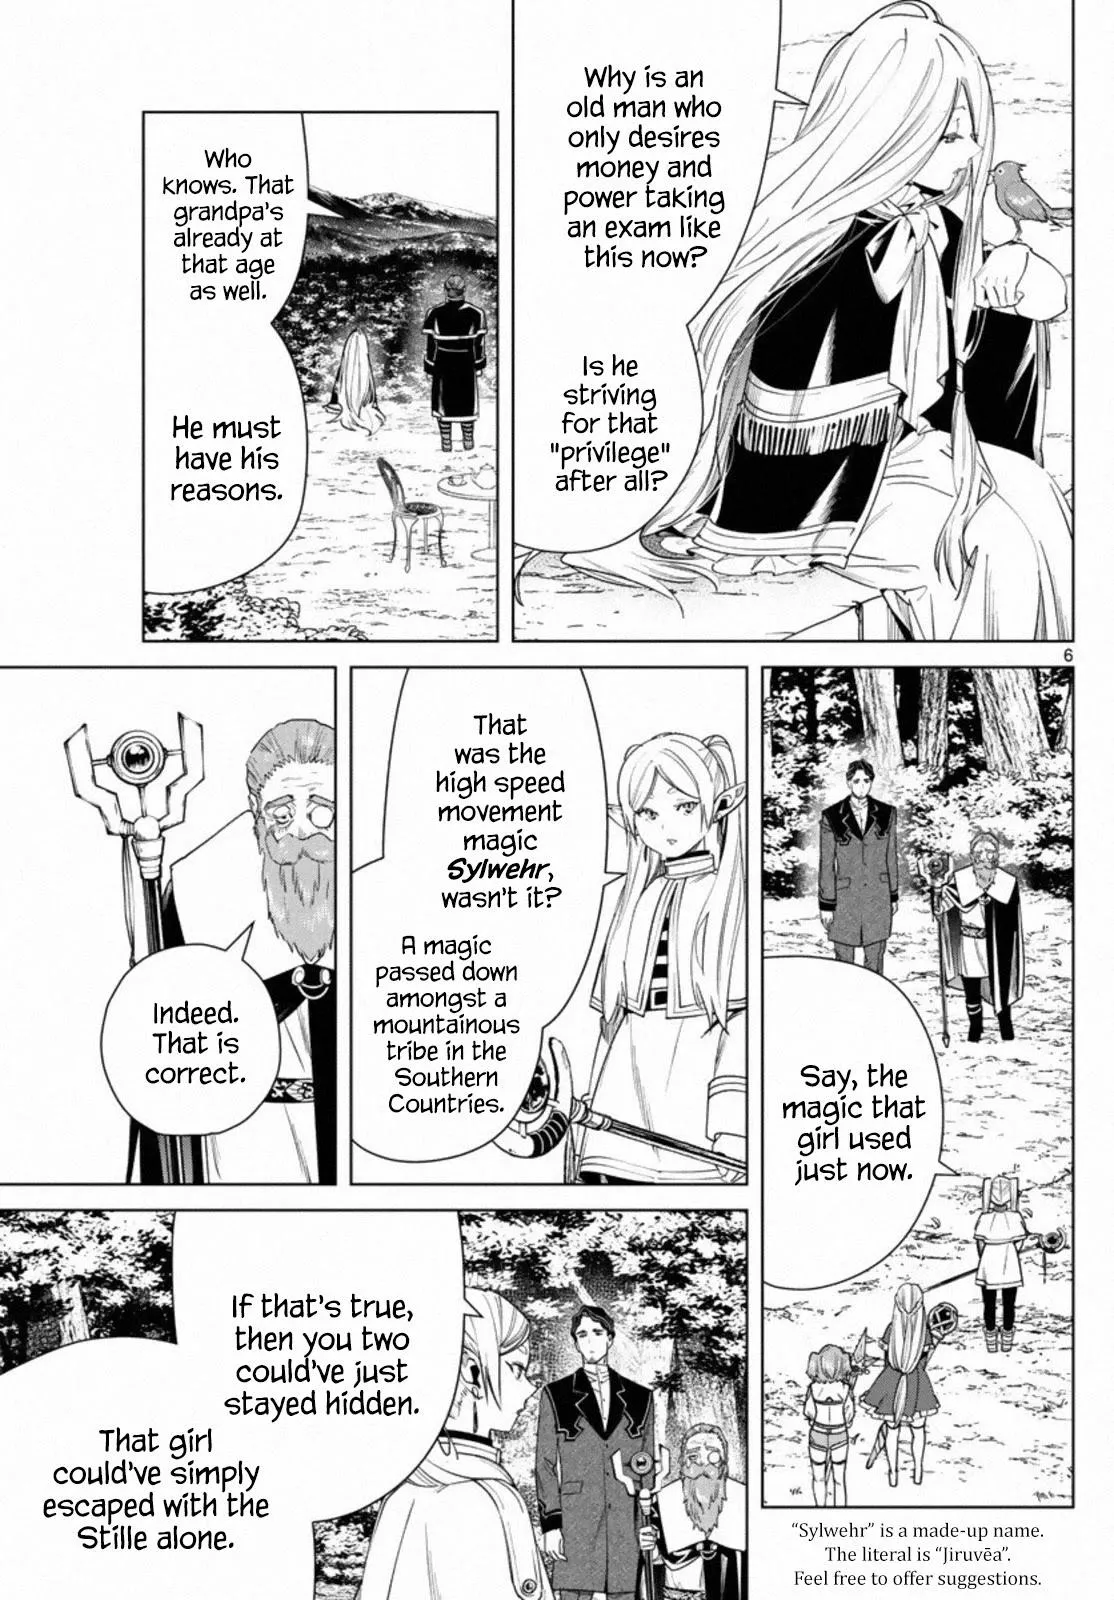 Why is an
old man who
only desires
money and
power taking
an exam like
this now?
Is he
striving
for that
"privilege"
after all?
Who
knows. That
grandpa's
already at
that age
as well.
He must
have his
reasons.
6
Say, the
magic that
girl used
just now.
That
was the
high speed
movement
magic
Sylwehr,
wasn't it?
A magic
passed down
amongst a
mountainous
tribe in the
Southern
Countries.
Indeed.
That is
correct.
If that's true,
then you two
could've just
stayed hidden.
That girl
could've simply
escaped with the
Stille alone.
“Sylwehr” is a made-up name.
The literal is “Jiruvēa”.
Feel free to offer suggestions.